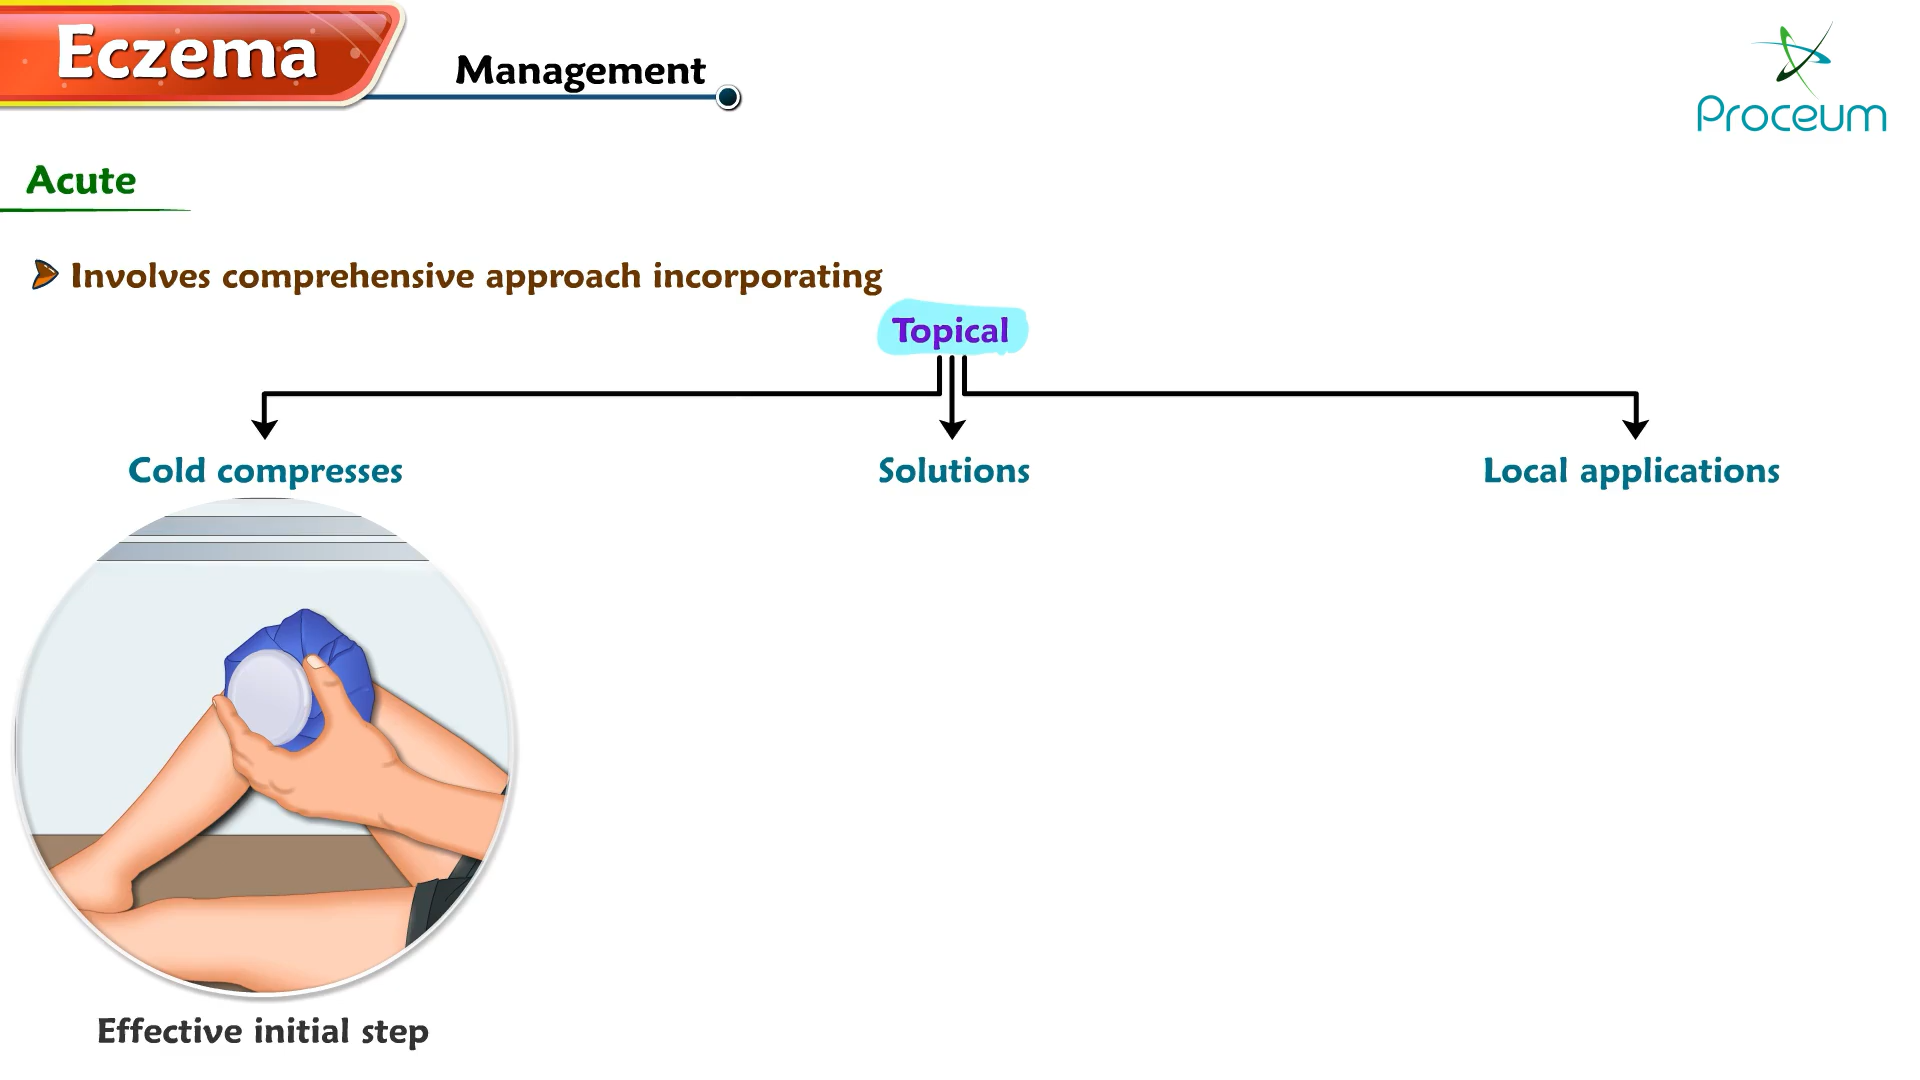 Eczema
Management
Proceum
Acute
Involves comprehensive approach incorporating
Topical
Cold compresses
Solutions
Local applications
Effective initial step